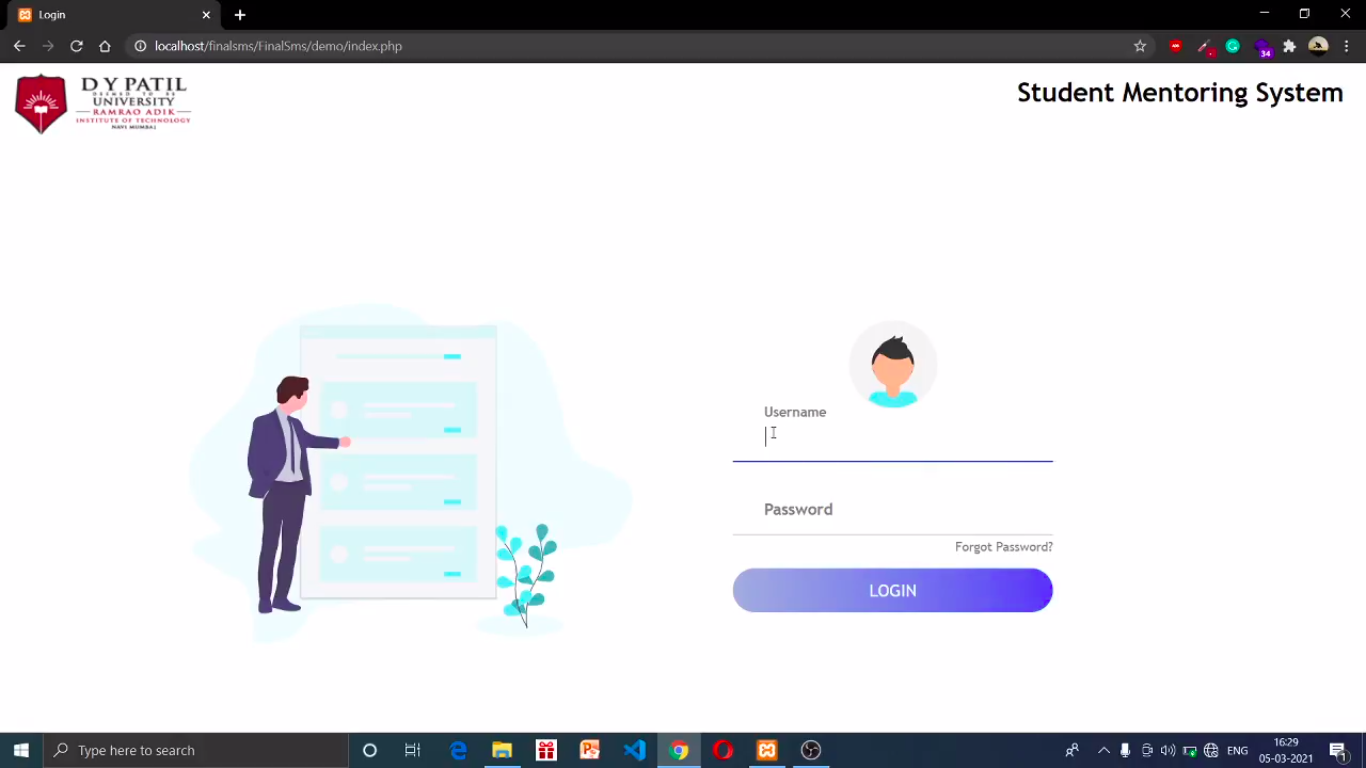 Login
localhost/finalsms/FinalSms/demo/index.php
34
D Y PATIL
DEEMED TO BE
UNIVERSITY
RAMRAO ADIK
INSTITUTE OF TECHNOLOGY
NAVI MUMBAI
Student Mentoring System
Username
Password
Forgot Password?
LOGIN
Type here to search
ENG
16:29
05-03-2021
1